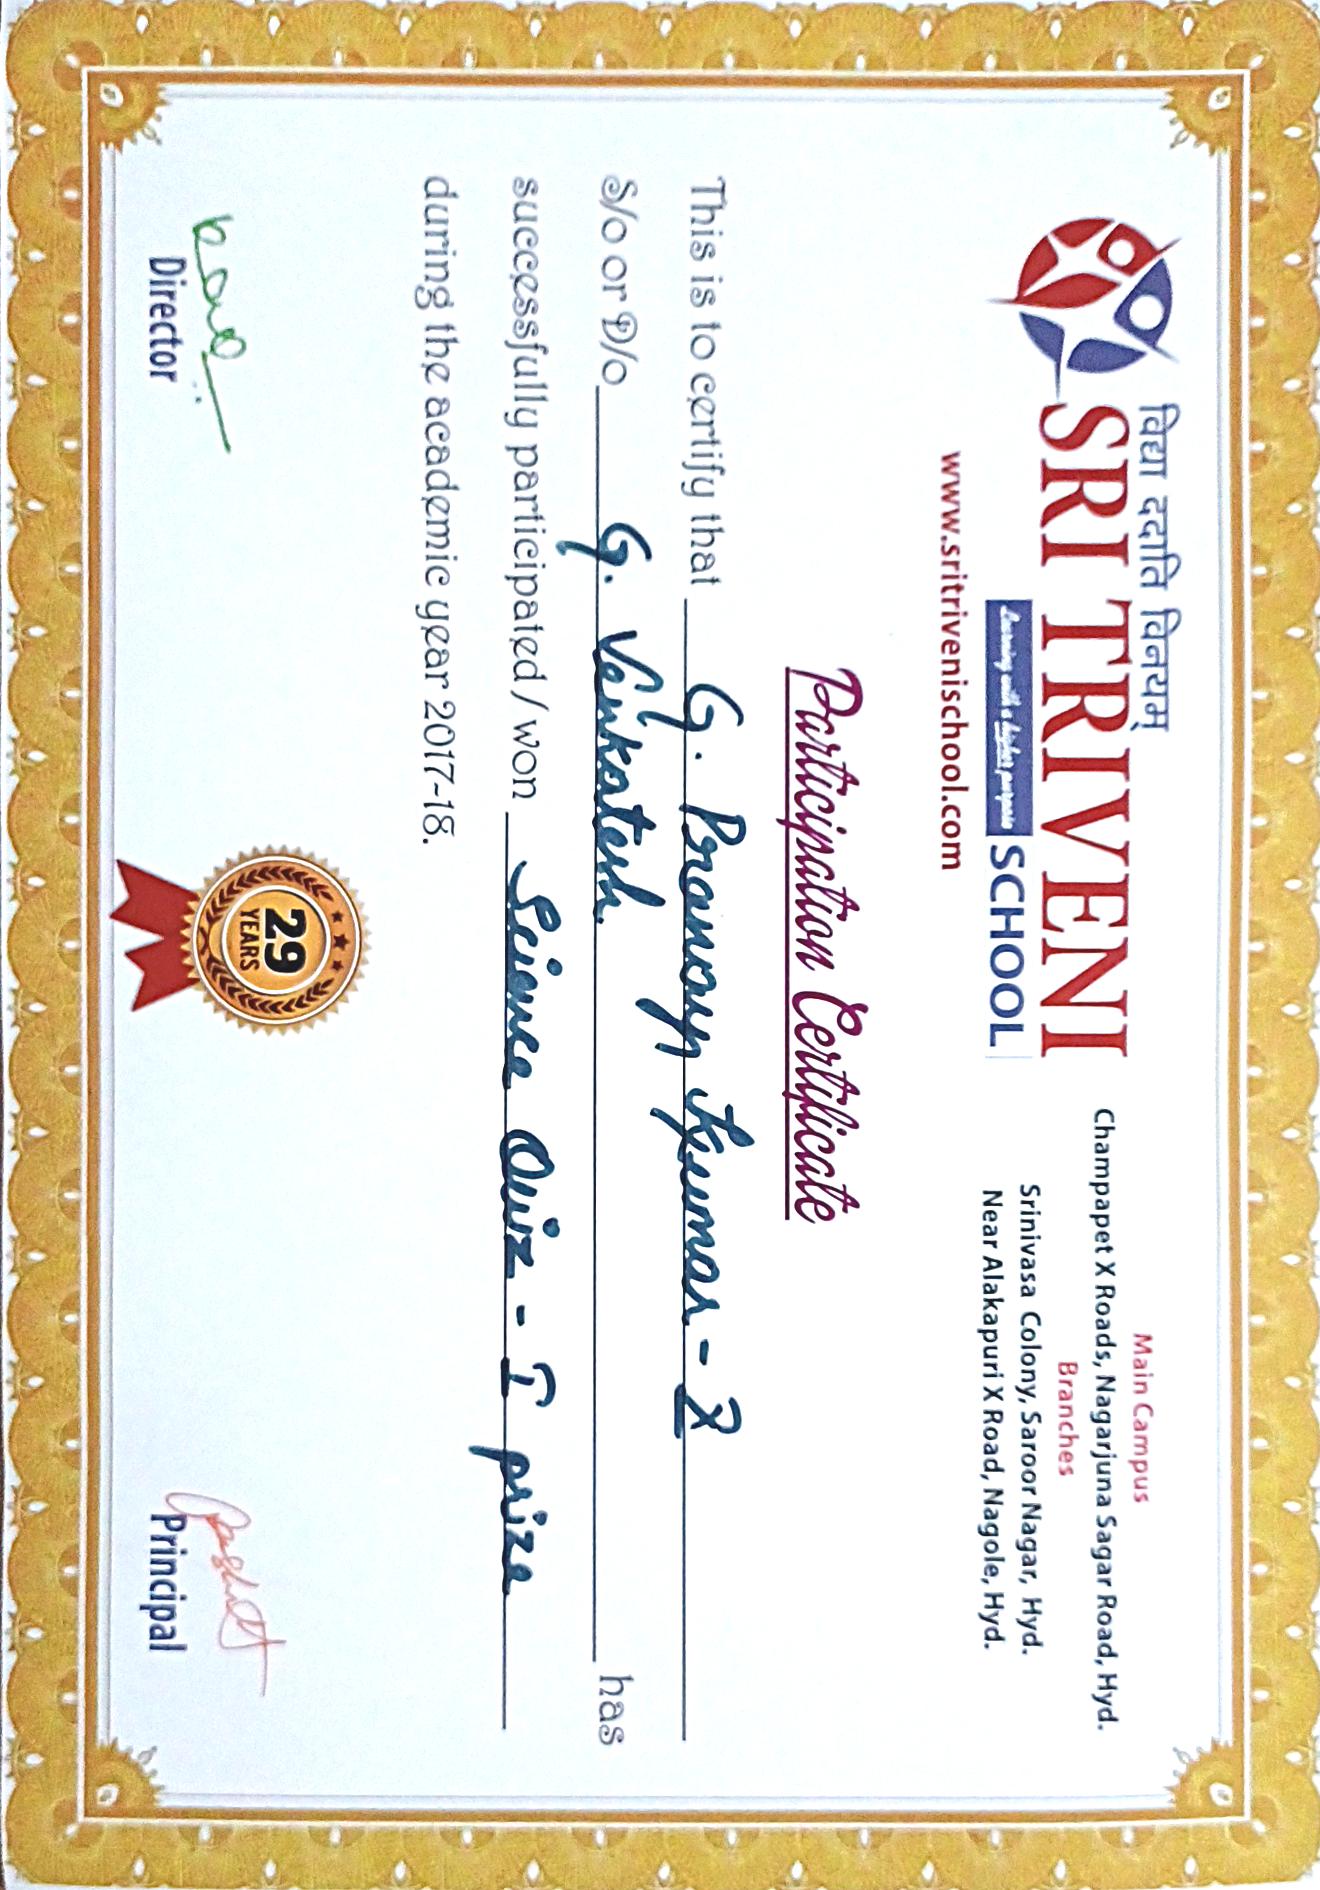 विद्या ददाति विनयम्
SRI TRIVENI
Learning with a higher purpose SCHOOL
www.sritrivenischool.com
Main Campus
Champapet X Roads, Nagarjuna Sagar Road, Hyd.
Branches
Srinivasa Colony, Saroor Nagar, Hyd.
Near Alakapuri X Road, Nagole, Hyd.
Participation Certificate
This is to certify that G. Pranay Kumar - X
S/o or D/o G. Venkatesh. has
successfully participated / won Science Quiz - I prize
during the academic year 2017-18.
29
YEARS
Director
Principal